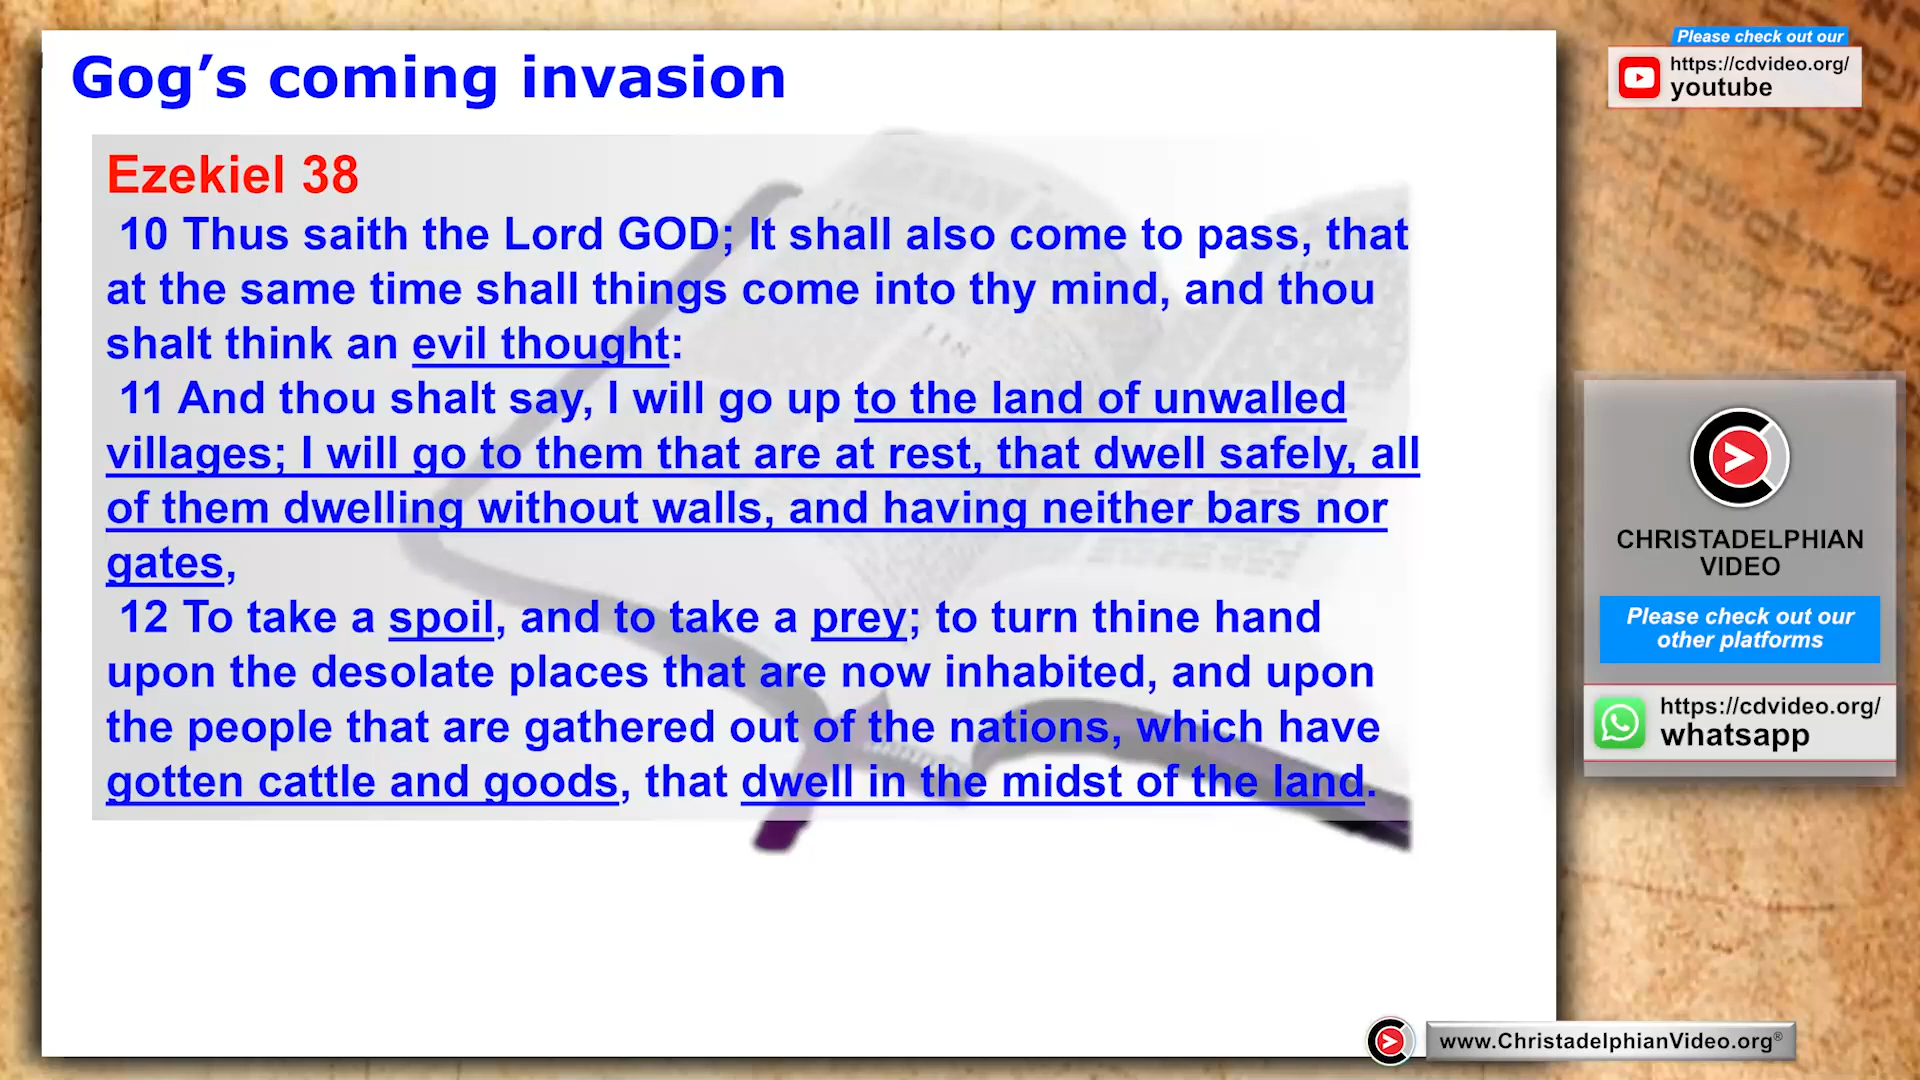 Gog’s coming invasion
Ezekiel 38
10 Thus saith the Lord GOD; It shall also come to pass, that
at the same time shall things come into thy mind, and thou
shalt think an evil thought:
11 And thou shalt say, I will go up to the land of unwalled
villages; I will go to them that are at rest, that dwell safely, all
of them dwelling without walls, and having neither bars nor
gates,
12 To take a spoil, and to take a prey; to turn thine hand
upon the desolate places that are now inhabited, and upon
the people that are gathered out of the nations, which have
gotten cattle and goods, that dwell in the midst of the land.
Please check out our
https://cdvideo.org/
youtube
CHRISTADELPHIAN
VIDEO
Please check out our
other platforms
https://cdvideo.org/
whatsapp
www.ChristadelphianVideo.org®